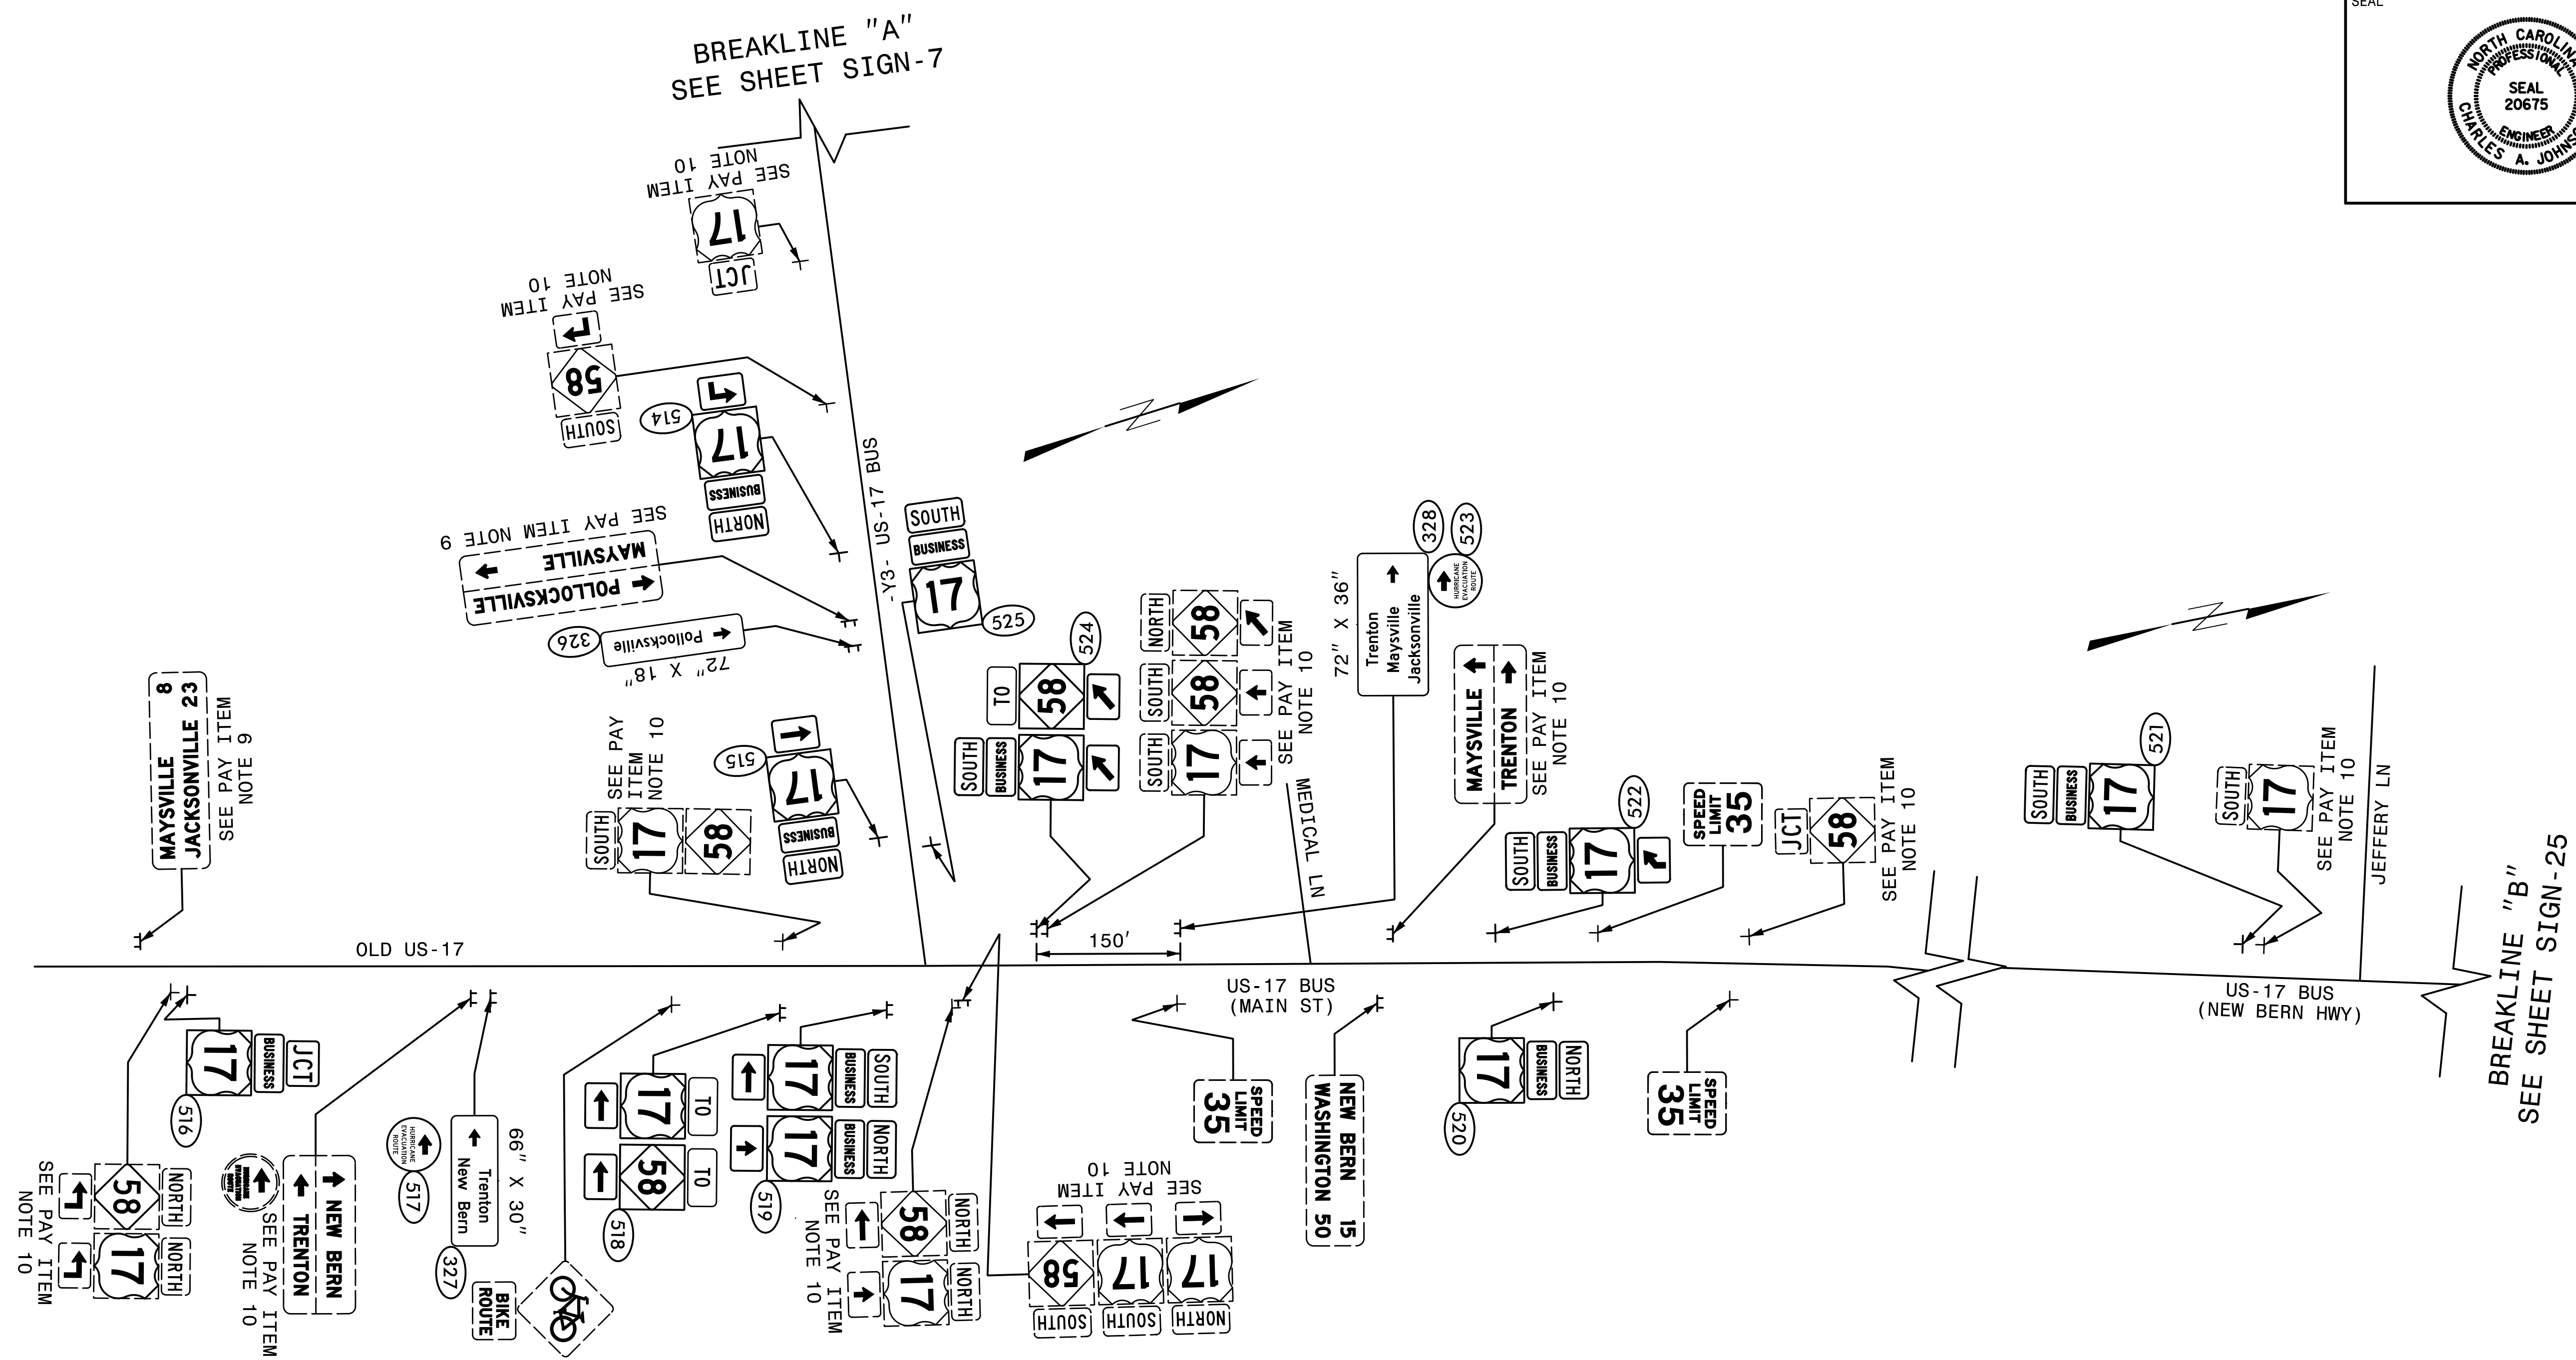 BREAKLINE "A"
SEE SHEET SIGN-7
SEAL
NORTH CAROLINA
PROFESSIONAL
SEAL
20675
ENGINEER
CHARLES A. JOHNS
SEE PAY ITEM
NOTE 10
17
JCT
SEE PAY ITEM
NOTE 10
58
SOUTH
514
17
BUSINESS
NORTH
SEE PAY ITEM NOTE 9
MAYSVILLE
POLLOCKSVILLE
326
Pollocksville
72" X 18"
-Y3- US-17 BUS
SOUTH
BUSINESS
17
525
MAYSVILLE 8
JACKSONVILLE 23
SEE PAY ITEM
NOTE 9
SEE PAY
ITEM
NOTE 10
SOUTH
17
58
515
17
BUSINESS
NORTH
524
TO
58
SOUTH
BUSINESS
17
NORTH
58
SOUTH
58
SOUTH
17
SEE PAY ITEM
NOTE 10
MEDICAL LN
72" X 36"
Trenton
Maysville
Jacksonville
328
523
HURRICANE
EVACUATION
ROUTE
MAYSVILLE
TRENTON
SEE PAY ITEM
NOTE 10
522
SOUTH
BUSINESS
17
SPEED
LIMIT
35
JCT
58
SEE PAY ITEM
NOTE 10
521
SOUTH
BUSINESS
17
SOUTH
17
SEE PAY ITEM
NOTE 10
JEFFERY LN
BREAKLINE "B"
SEE SHEET SIGN-25
150'
OLD US-17
US-17 BUS
(MAIN ST)
US-17 BUS
(NEW BERN HWY)
JCT
BUSINESS
17
516
NORTH
58
NORTH
17
SEE PAY ITEM
NOTE 10
HURRICANE
EVACUATION
ROUTE
NEW BERN
TRENTON
SEE PAY ITEM
NOTE 10
HURRICANE
EVACUATION
ROUTE
517
66" X 30"
Trenton
New Bern
327
BIKE
ROUTE
TO
17
TO
58
518
SOUTH
BUSINESS
17
NORTH
BUSINESS
17
519
NORTH
58
NORTH
17
SEE PAY ITEM
NOTE 10
SEE PAY ITEM
NOTE 10
58
SOUTH
17
SOUTH
17
NORTH
SPEED
LIMIT
35
NEW BERN 15
WASHINGTON 50
NORTH
BUSINESS
17
520
SPEED
LIMIT
35